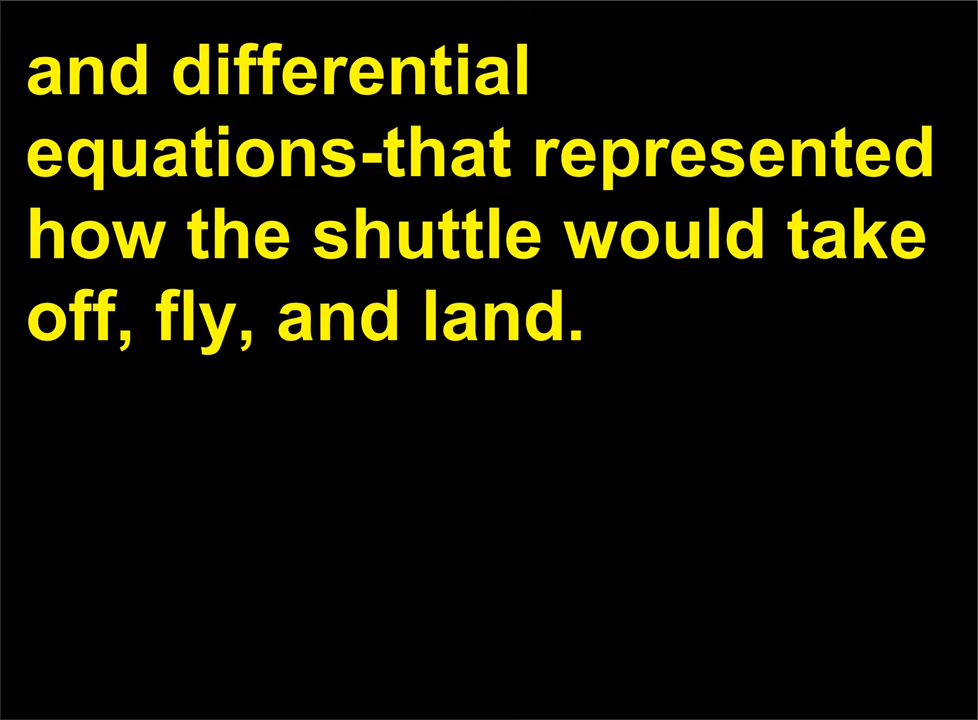 and differential
equations-that represented
how the shuttle would take
off, fly, and land.